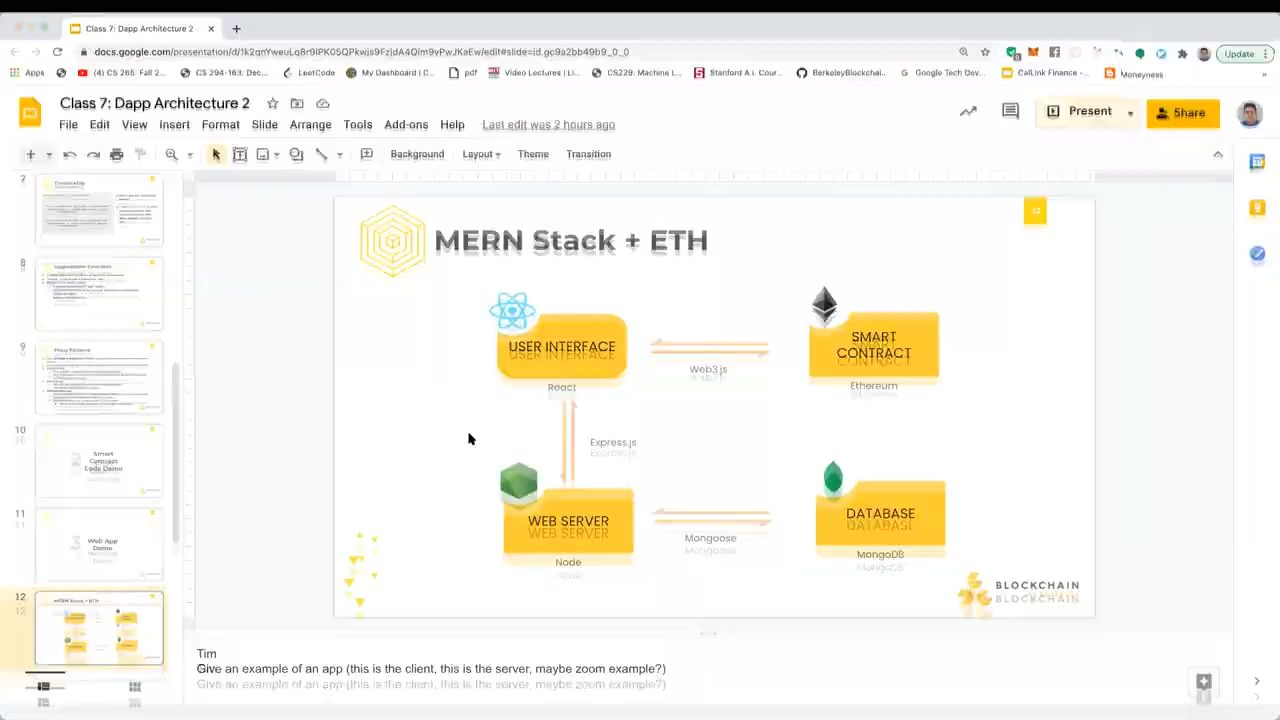 Class 7: Dapp Architecture 2 -
docs.google.com/presentation/d/1k2qnYweuLq8r9IPK05QPkwjs9FzjdA4Qlm9vPwJKaEw/edit#slide=id.gc9a2bb49b9_0_0
Update
Apps
(4) CS 285: Fall 2...
CS 294-163: Dec...
LeetCode
My Dashboard | C...
pdf
Video Lectures | Li...
CS229: Machine L...
Stanford A.I. Cour...
BerkeleyBlockchai...
Google Tech Dev...
CalLink Finance -...
Moneyness
»
Class 7: Dapp Architecture 2
File Edit View Insert Format Slide Arrange Tools Add-ons Help Last edit was 2 hours ago
Present
Share
Background Layout Theme Transition
7
8
9
10
Smart
Contract
Code Demo
11
3
Web App
Demo
12
MERN Stack + ETH
12
MERN Stack + ETH
USER INTERFACE
React
Web3.js
SMART
CONTRACT
Ethereum
Express.js
WEB SERVER
Node
Mongoose
DATABASE
MongoDB
BLOCKCHAIN
Tim
Give an example of an app (this is the client, this is the server, maybe zoom example?)